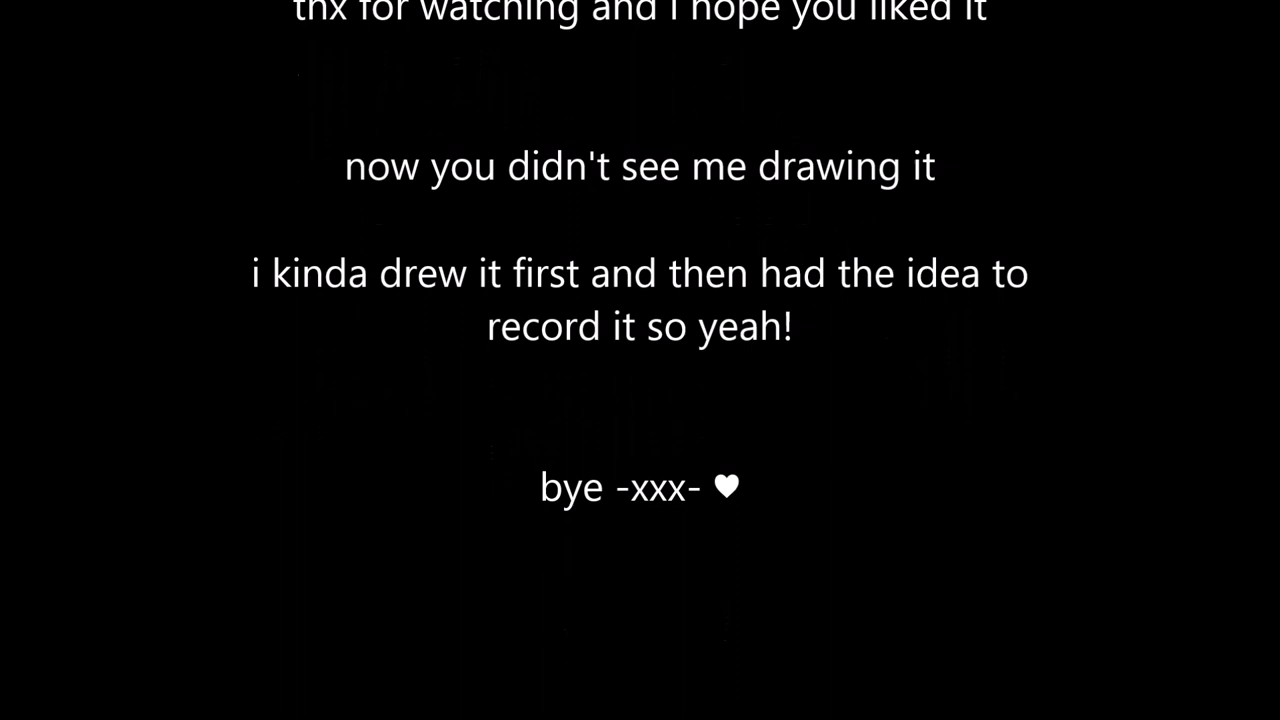 thx for watching and i hope you liked it
now you didn't see me drawing it
i kinda drew it first and then had the idea to
record it so yeah!
bye -xxx- ♥